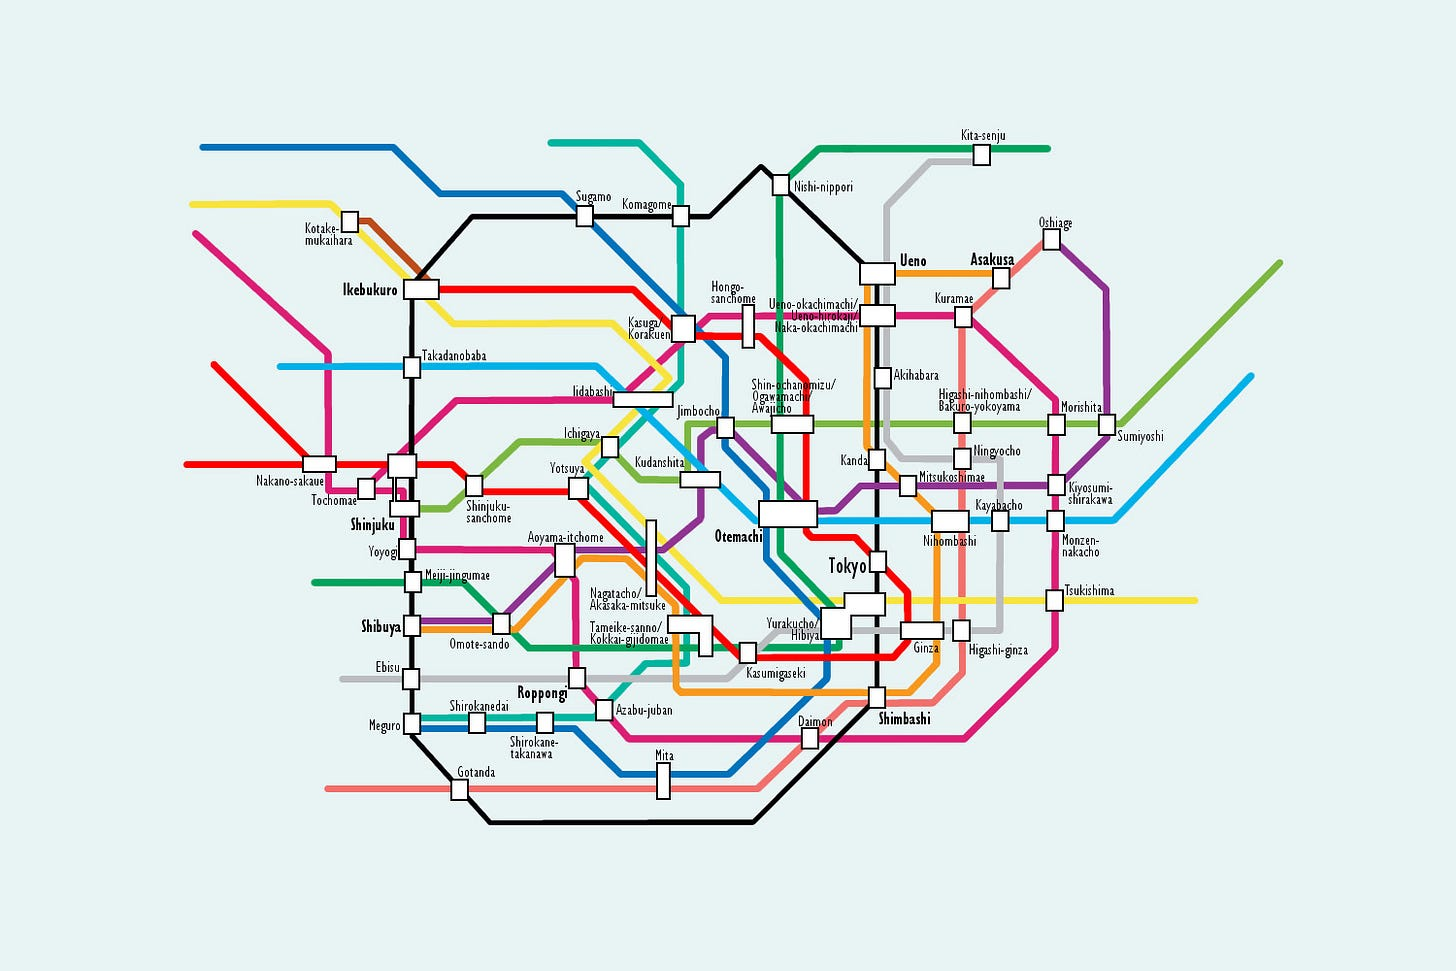 Kita-senju
Nishi-nippori
Sugamo
Komagome
Oshiage
Kotake-
mukaihara
Ueno
Asakusa
Ikebukuro
Hongo-
sanchome
Ueno-okachimachi/
Ueno-hirokoji/
Naka-okachimachi
Kuramae
Kasuga/
Korakuen
Takadanobaba
Akihabara
Iidabashi
Shin-ochanomizu/
Ogawamachi/
Awajicho
Higashi-nihombashi/
Bakuro-yokoyama
Jimbocho
Morishita
Sumiyoshi
Ichigaya
Kudanshita
Kanda
Ningyocho
Yotsuya
Nakano-sakaue
Tochomae
Mitsukoshimae
Kiyosumi-
shirakawa
Shinjuku-
sanchome
Shinjuku
Kayabacho
Otemachi
Nihombashi
Monzen-
nakacho
Yoyogi
Aoyama-itchome
Tokyo
Meiji-jingumae
Nagatacho/
Akasaka-mitsuke
Tsukishima
Shibuya
Omote-sando
Tameike-sanno/
Kokkai-gijidomae
Yurakucho/
Hibiya
Ginza
Higashi-ginza
Ebisu
Kasumigaseki
Roppongi
Shirokanedai
Azabu-juban
Meguro
Shirokane-
takanawa
Daimon
Shimbashi
Mita
Gotanda